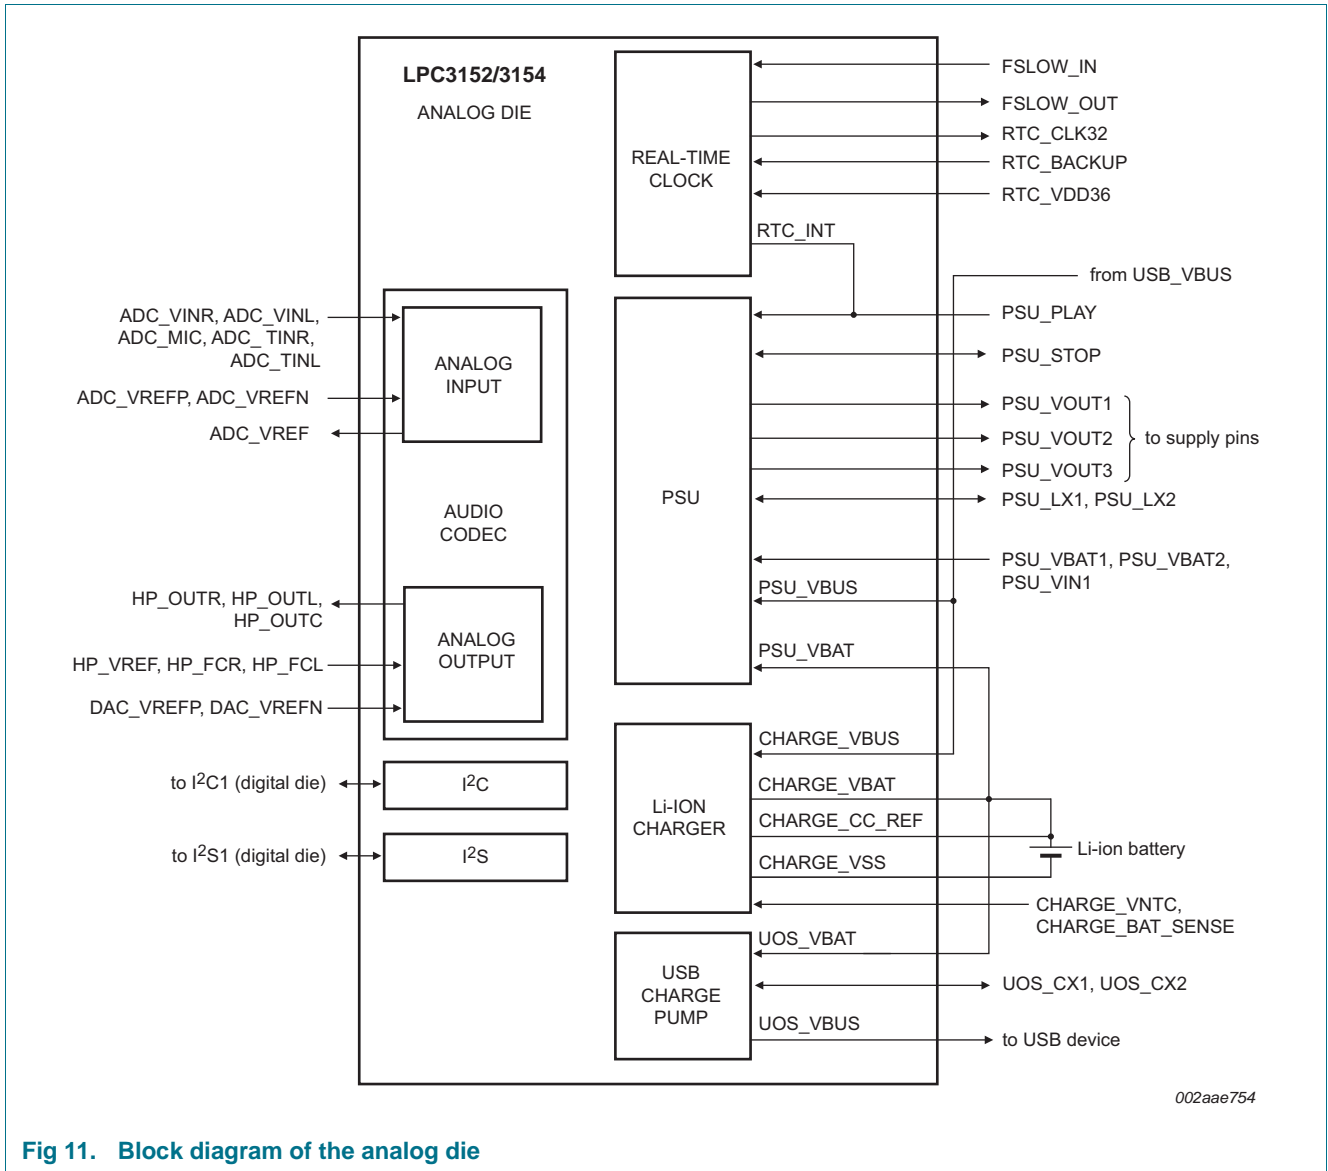 LPC3152/3154
ANALOG DIE
REAL-TIME
CLOCK
FSLOW_IN
FSLOW_OUT
RTC_CLK32
RTC_BACKUP
RTC_VDD36
RTC_INT
from USB_VBUS
ADC_VINR, ADC_VINL,
ADC_MIC, ADC_ TINR,
ADC_TINL
ADC_VREFP, ADC_VREFN
ADC_VREF
ANALOG
INPUT
AUDIO
CODEC
HP_OUTR, HP_OUTL,
HP_OUTC
HP_VREF, HP_FCR, HP_FCL
DAC_VREFP, DAC_VREFN
ANALOG
OUTPUT
PSU
PSU_PLAY
PSU_STOP
PSU_VOUT1
PSU_VOUT2
PSU_VOUT3
to supply pins
PSU_LX1, PSU_LX2
PSU_VBAT1, PSU_VBAT2,
PSU_VIN1
PSU_VBUS
PSU_VBAT
to I2C1 (digital die)
I2C
to I2S1 (digital die)
I2S
Li-ION
CHARGER
CHARGE_VBUS
CHARGE_VBAT
CHARGE_CC_REF
CHARGE_VSS
Li-ion battery
CHARGE_VNTC,
CHARGE_BAT_SENSE
USB
CHARGE
PUMP
UOS_VBAT
UOS_CX1, UOS_CX2
UOS_VBUS
to USB device
002aae754
Fig 11. Block diagram of the analog die